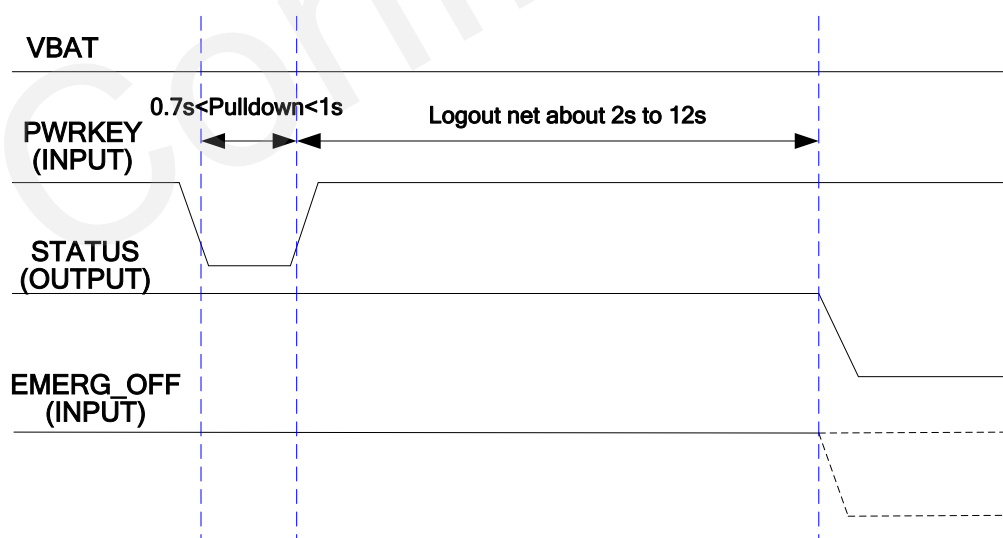 VBAT
0.7s<Pulldown<1s
Logout net about 2s to 12s
PWRKEY
(INPUT)
STATUS
(OUTPUT)
EMERG_OFF
(INPUT)